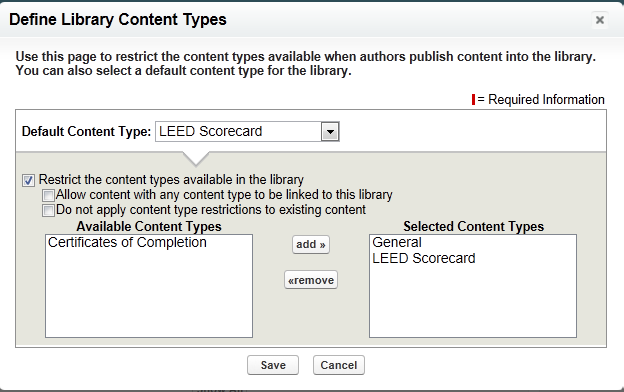 Define Library Content Types
×
Use this page to restrict the content types available when authors publish content into the library.
You can also select a default content type for the library.
= Required Information
Default Content Type: LEED Scorecard
Restrict the content types available in the library
Allow content with any content type to be linked to this library
Do not apply content type restrictions to existing content
Available Content Types
Certificates of Completion
add »
«remove
Selected Content Types
General
LEED Scorecard
Save
Cancel